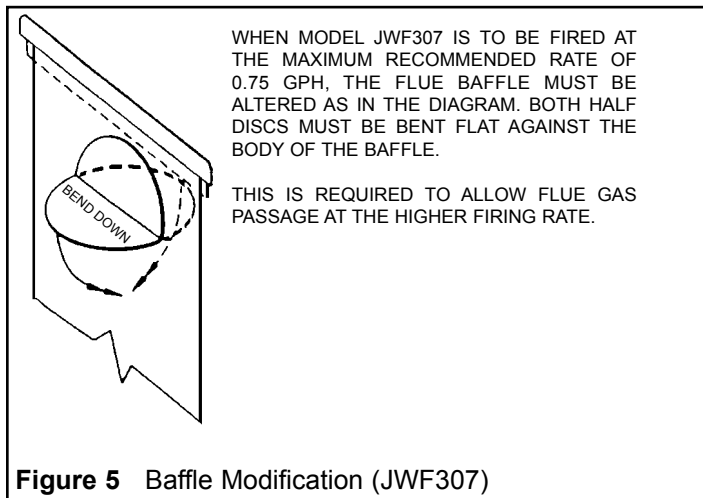 WHEN MODEL JWF307 IS TO BE FIRED AT
THE MAXIMUM RECOMMENDED RATE OF
0.75 GPH, THE FLUE BAFFLE MUST BE
ALTERED AS IN THE DIAGRAM. BOTH HALF
DISCS MUST BE BENT FLAT AGAINST THE
BODY OF THE BAFFLE.
THIS IS REQUIRED TO ALLOW FLUE GAS
PASSAGE AT THE HIGHER FIRING RATE.
BEND DOWN
Figure 5 Baffle Modification (JWF307)